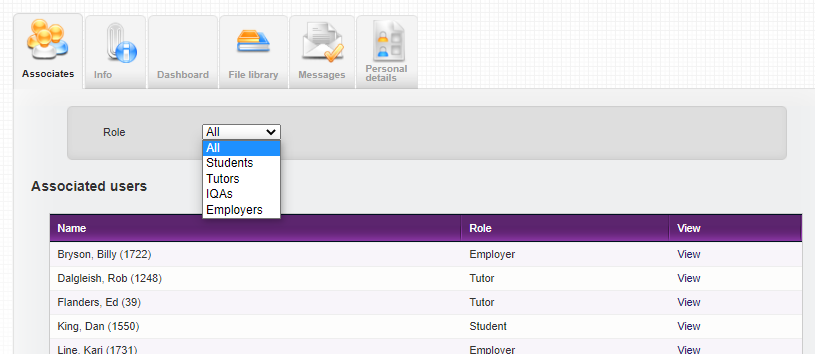 Associates
Info
Dashboard
File library
Messages
Personal
details
Role
All
All
Students
Tutors
IQAs
Employers
Associated users
Name Role View
Bryson, Billy (1722) Employer View
Dalgleish, Rob (1248) Tutor View
Flanders, Ed (39) Tutor View
King, Dan (1550) Student View
Line, Kari (1731) Employer View